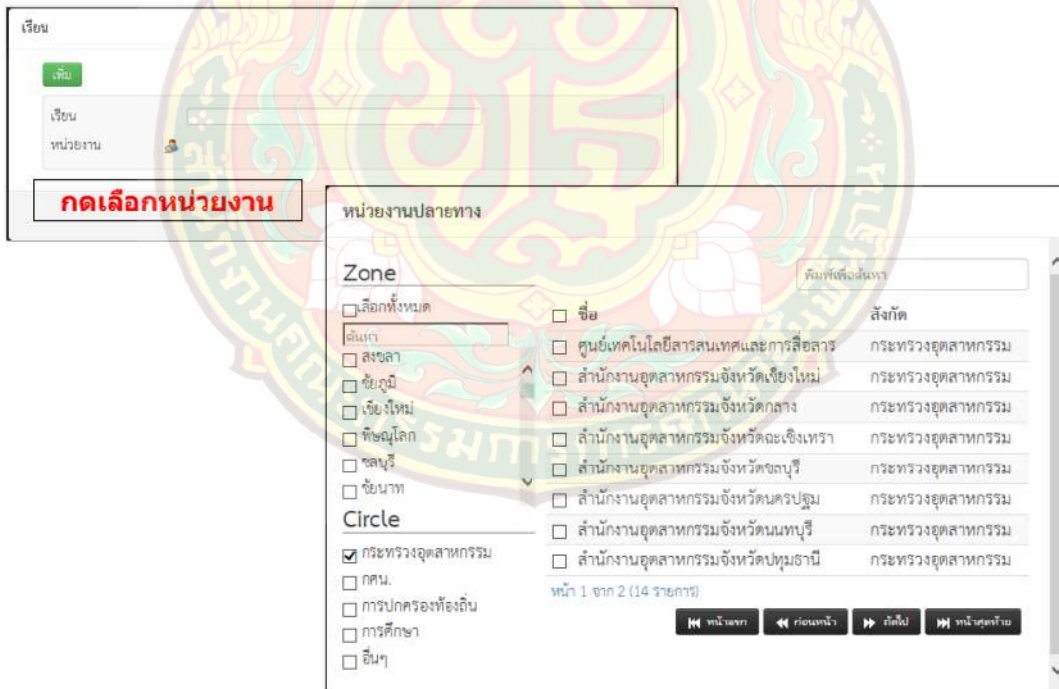 เรียน
เพิ่ม
เรียน
หน่วยงาน
กดเลือกหน่วยงาน
หน่วยงานปลายทาง
Zone
เลือกทั้งหมด
ค้นหา
สงขลา
ชัยภูมิ
เชียงใหม่
พิษณุโลก
ชลบุรี
ชัยนาท
Circle
กระทรวงอุตสาหกรรม
กศน.
การปกครองท้องถิ่น
การศึกษา
อื่นๆ
พิมพ์เพื่อค้นหา
ชื่อ สังกัด
ศูนย์เทคโนโลยีสารสนเทศและการสื่อสาร กระทรวงอุตสาหกรรม
สำนักงานอุตสาหกรรมจังหวัดเชียงใหม่ กระทรวงอุตสาหกรรม
สำนักงานอุตสาหกรรมจังหวัดกลาง กระทรวงอุตสาหกรรม
สำนักงานอุตสาหกรรมจังหวัดฉะเชิงเทรา กระทรวงอุตสาหกรรม
สำนักงานอุตสาหกรรมจังหวัดชลบุรี กระทรวงอุตสาหกรรม
สำนักงานอุตสาหกรรมจังหวัดนครปฐม กระทรวงอุตสาหกรรม
สำนักงานอุตสาหกรรมจังหวัดนนทบุรี กระทรวงอุตสาหกรรม
สำนักงานอุตสาหกรรมจังหวัดปทุมธานี กระทรวงอุตสาหกรรม
หน้า 1 จาก 2 (14 รายการ)
หน้าแรก ก่อนหน้า ถัดไป หน้าสุดท้าย